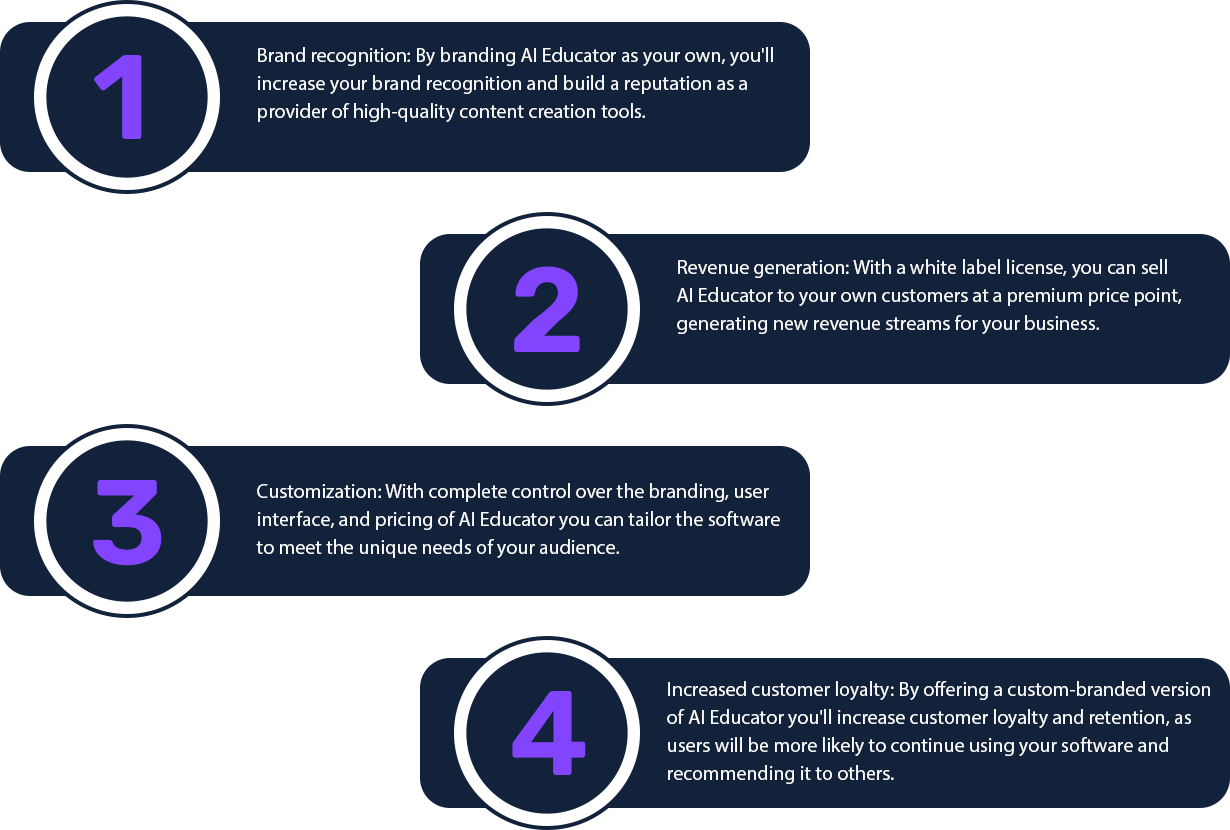 1
Brand recognition: By branding AI Educator as your own, you'll
increase your brand recognition and build a reputation as a
provider of high-quality content creation tools.
2
Revenue generation: With a white label license, you can sell
AI Educator to your own customers at a premium price point,
generating new revenue streams for your business.
3
Customization: With complete control over the branding, user
interface, and pricing of AI Educator you can tailor the software
to meet the unique needs of your audience.
4
Increased customer loyalty: By offering a custom-branded version
of AI Educator you'll increase customer loyalty and retention, as
users will be more likely to continue using your software and
recommending it to others.